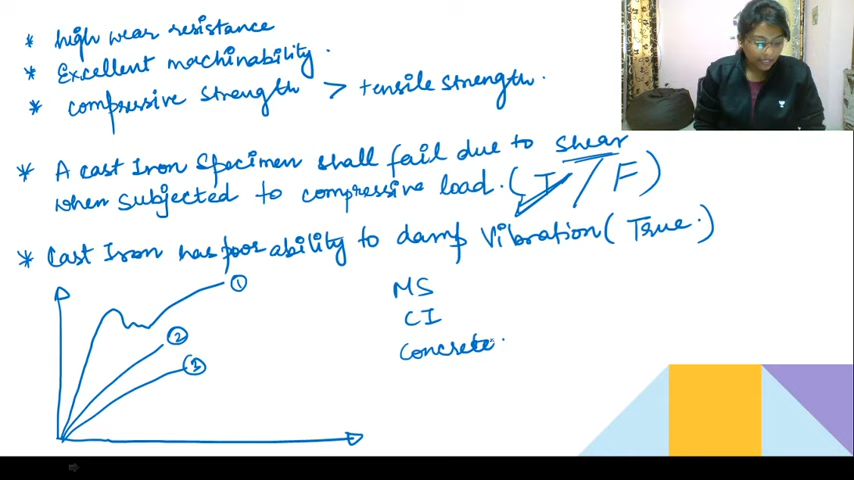 * high wear resistance
* Excellent machinability.
* compressive strength > tensile strength.
* A cast Iron specimen shall fail due to shear
when subjected to compressive load. (T/F)
* Cast Iron has poor ability to damp vibration (True.)
1
2
3
MS
CI
Concrete.